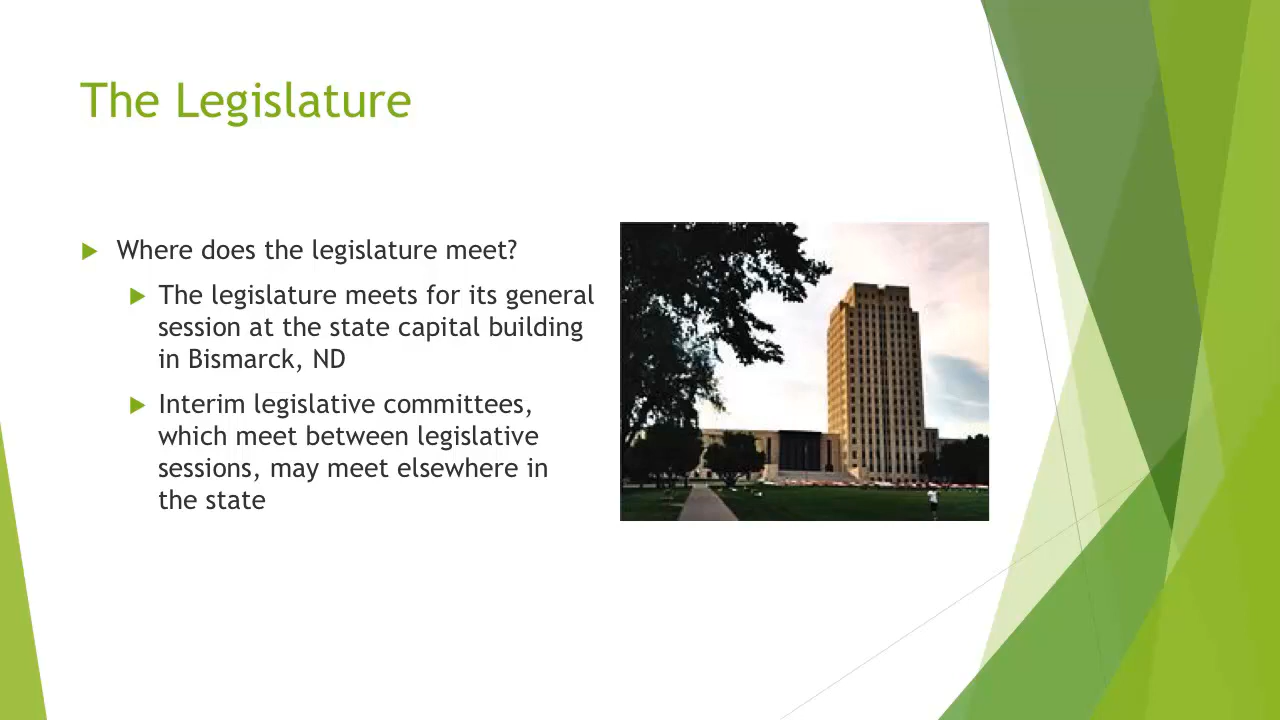 The Legislature
Where does the legislature meet?
The legislature meets for its general
session at the state capital building
in Bismarck, ND
Interim legislative committees,
which meet between legislative
sessions, may meet elsewhere in
the state